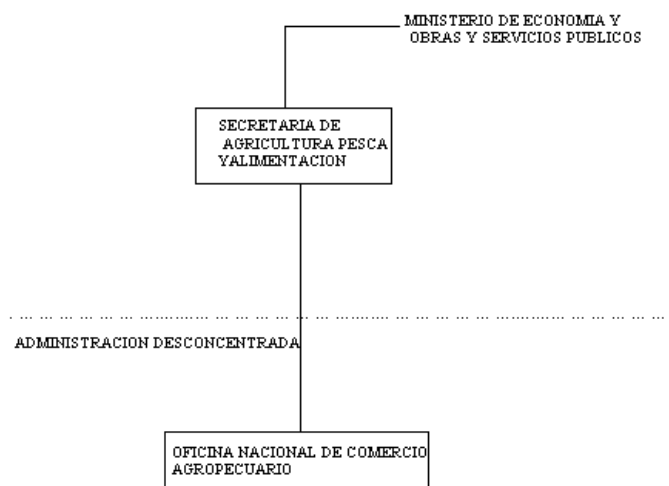 MINISTERIO DE ECONOMIA Y
OBRAS Y SERVICIOS PUBLICOS
SECRETARIA DE
AGRICULTURA PESCA
YALIMENTACION
ADMINISTRACION DESCONCENTRADA
OFICINA NACIONAL DE COMERCIO
AGROPECUARIO